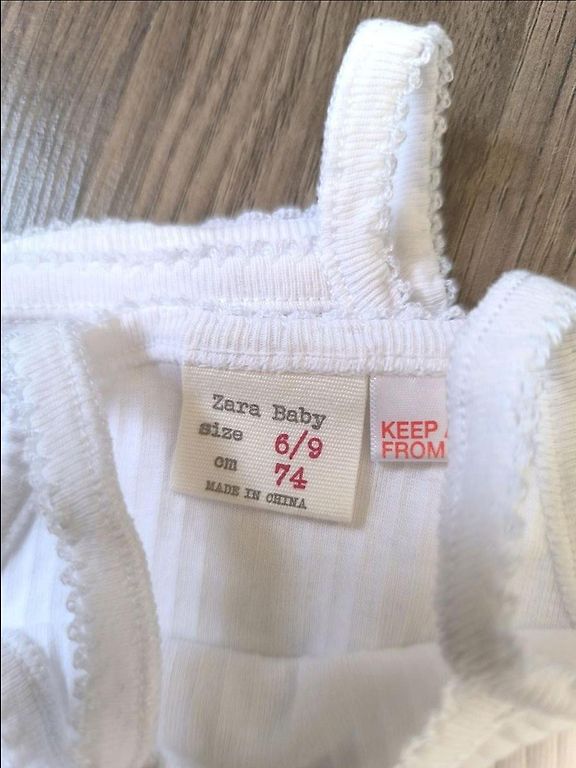 Zara Baby
size 6/9
cm 74
MADE IN CHINA
KEEP
FROM